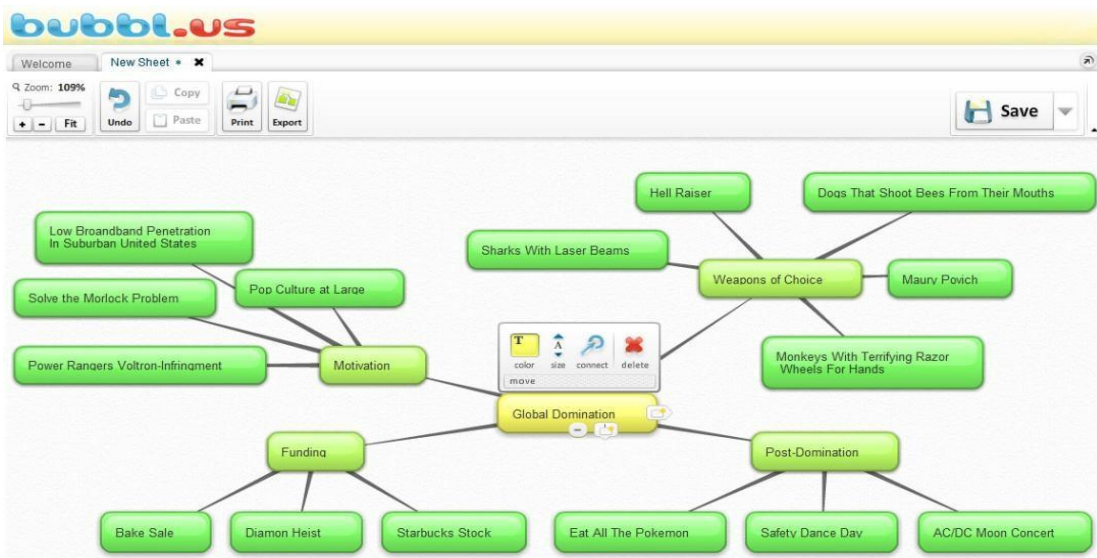 bubbl.us
Welcome
New Sheet
Zoom: 109%
+ - Fit
Undo
Copy
Paste
Print
Export
Save
Hell Raiser
Dogs That Shoot Bees From Their Mouths
Low Broandband Penetration
In Suburban United States
Sharks With Laser Beams
Weapons of Choice
Maury Povich
Pop Culture at Large
Solve the Morlock Problem
T
A
color
size
connect
delete
move
Monkeys With Terrifying Razor
Wheels For Hands
Power Rangers Voltron-Infringment
Motivation
Global Domination
Funding
Post-Domination
Bake Sale
Diamon Heist
Starbucks Stock
Eat All The Pokemon
Safety Dance Day
AC/DC Moon Concert